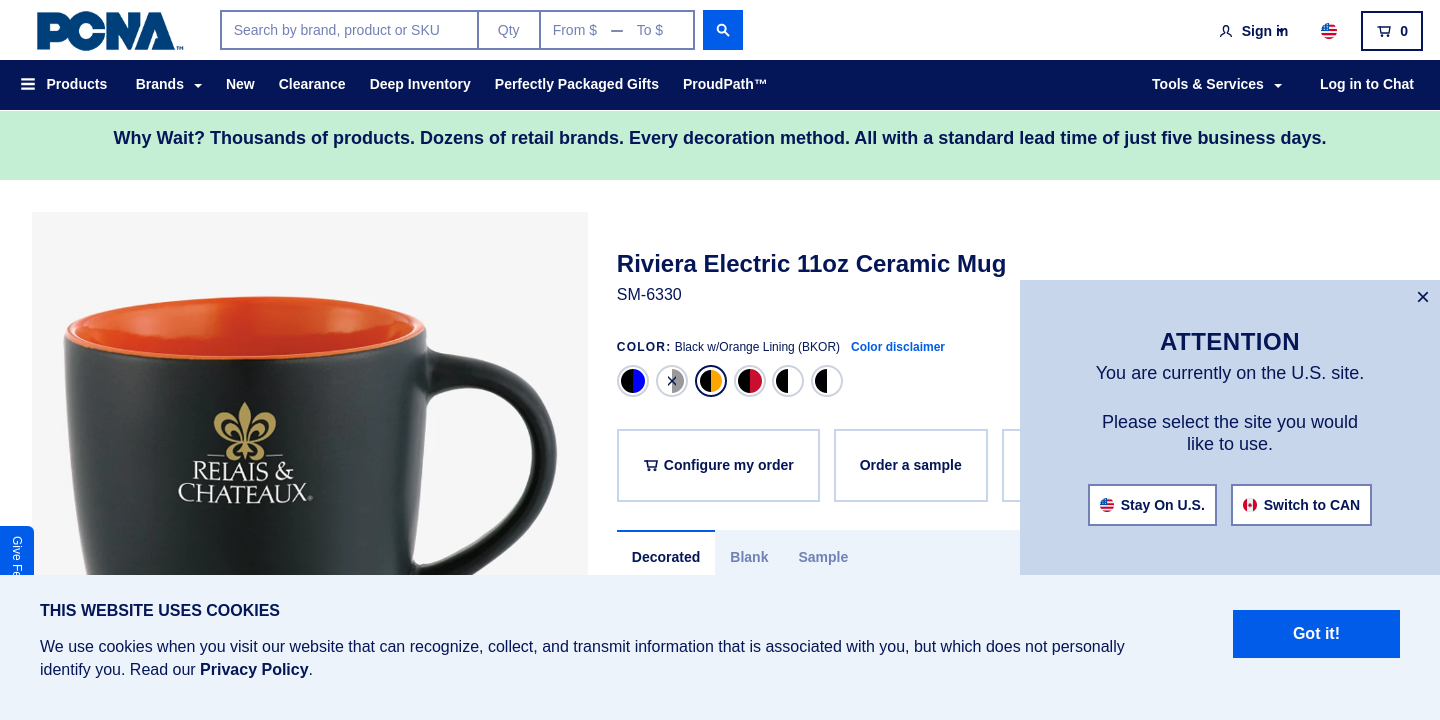 PCNA™
Search by brand, product or SKU
Qty
From $ — To $
Sign in
0
Products
Brands
New
Clearance
Deep Inventory
Perfectly Packaged Gifts
ProudPath™
Tools & Services
Log in to Chat
Why Wait? Thousands of products. Dozens of retail brands. Every decoration method. All with a standard lead time of just five business days.
RELAIS &
CHATEAUX®
Riviera Electric 11oz Ceramic Mug
SM-6330
COLOR: Black w/Orange Lining (BKOR) Color disclaimer
Configure my order
Order a sample
Decorated
Blank
Sample
×
ATTENTION
You are currently on the U.S. site.
Please select the site you would
like to use.
Stay On U.S.
Switch to CAN
Give
THIS WEBSITE USES COOKIES
We use cookies when you visit our website that can recognize, collect, and transmit information that is associated with you, but which does not personally
identify you. Read our Privacy Policy.
Got it!